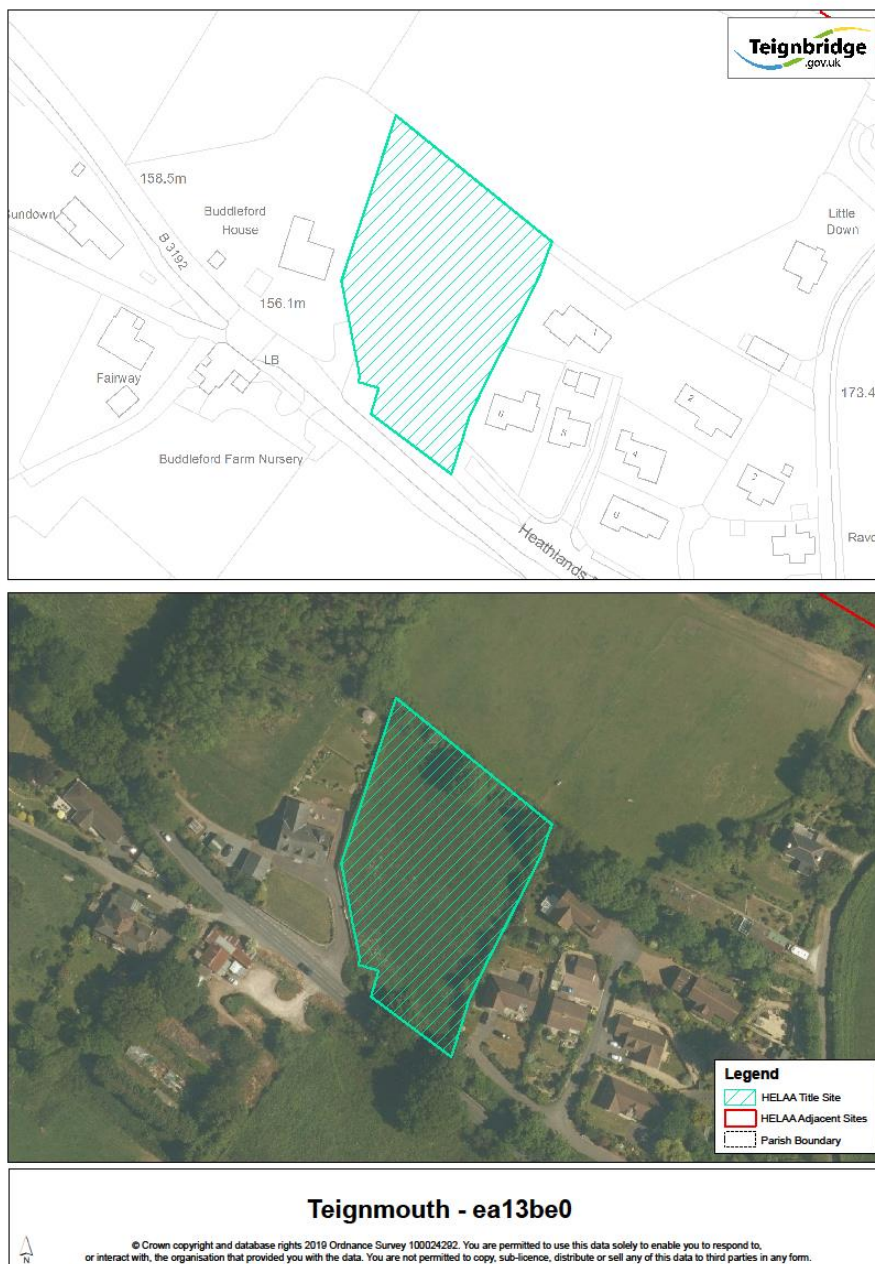 Teignbridge
.gov.uk
158.5m
Sundown
Buddleford
House
B 3192
156.1m
Little
Down
1
LB
Fairway
2
173.4
6
4
Buddleford Farm Nursery
6
Heathlands
Legend
HELAA Title Site
HELAA Adjacent Sites
Parish Boundary
Teignmouth - ea13be0
N
© Crown copyright and database rights 2019 Ordnance Survey 100024292. You are permitted to use this data solely to enable you to respond to,
or interact with, the organisation that provided you with the data. You are not permitted to copy, sub-licence, distribute or sell any of this data to third parties in any form.